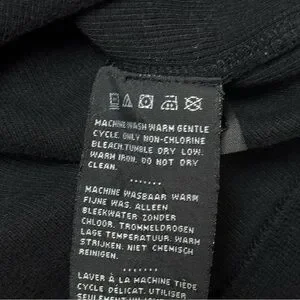 MACHINE WASH WARM GENTLE
CYCLE. ONLY NON-CHLORINE
BLEACH.TUMBLE DRY LOW.
WARM IRON. DO NOT DRY
CLEAN.
.......
MACHINE WASBAAR WARM
FIJNE WAS. ALLEEN
BLEEKWATER ZONDER
CHLOOR. TROMMELDROGEN
LAGE TEMPERATUUR. WARM
STRIJKEN. NIET CHEMISCH
REINIGEN.
.......
LAVER À LA MACHINE TIÈDE
CYCLE DÉLICAT. UTILISER
SEULEMENT UN